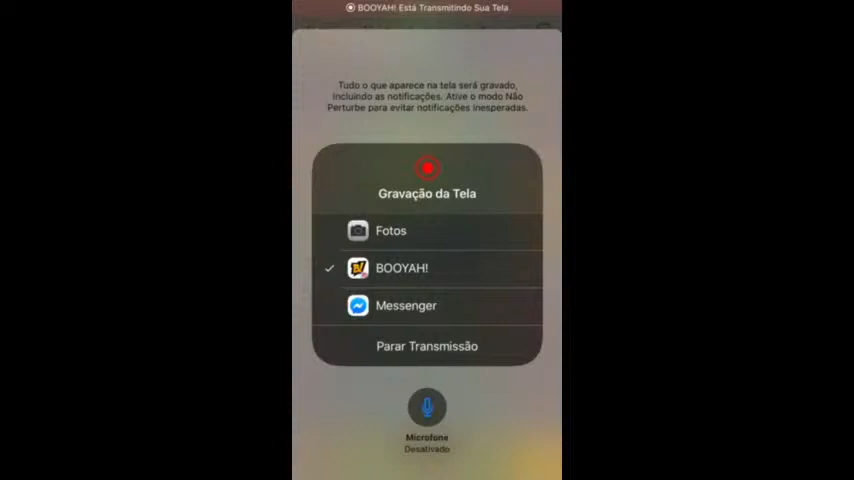 BOOYAH! Está Transmitindo Sua Tela
Tudo o que aparece na tela será gravado,
incluindo as notificações. Ative o modo Não
Perturbe para evitar notificações inesperadas.
Gravação da Tela
Fotos
BOOYAH!
Messenger
Parar Transmissão
Microfone
Desativado